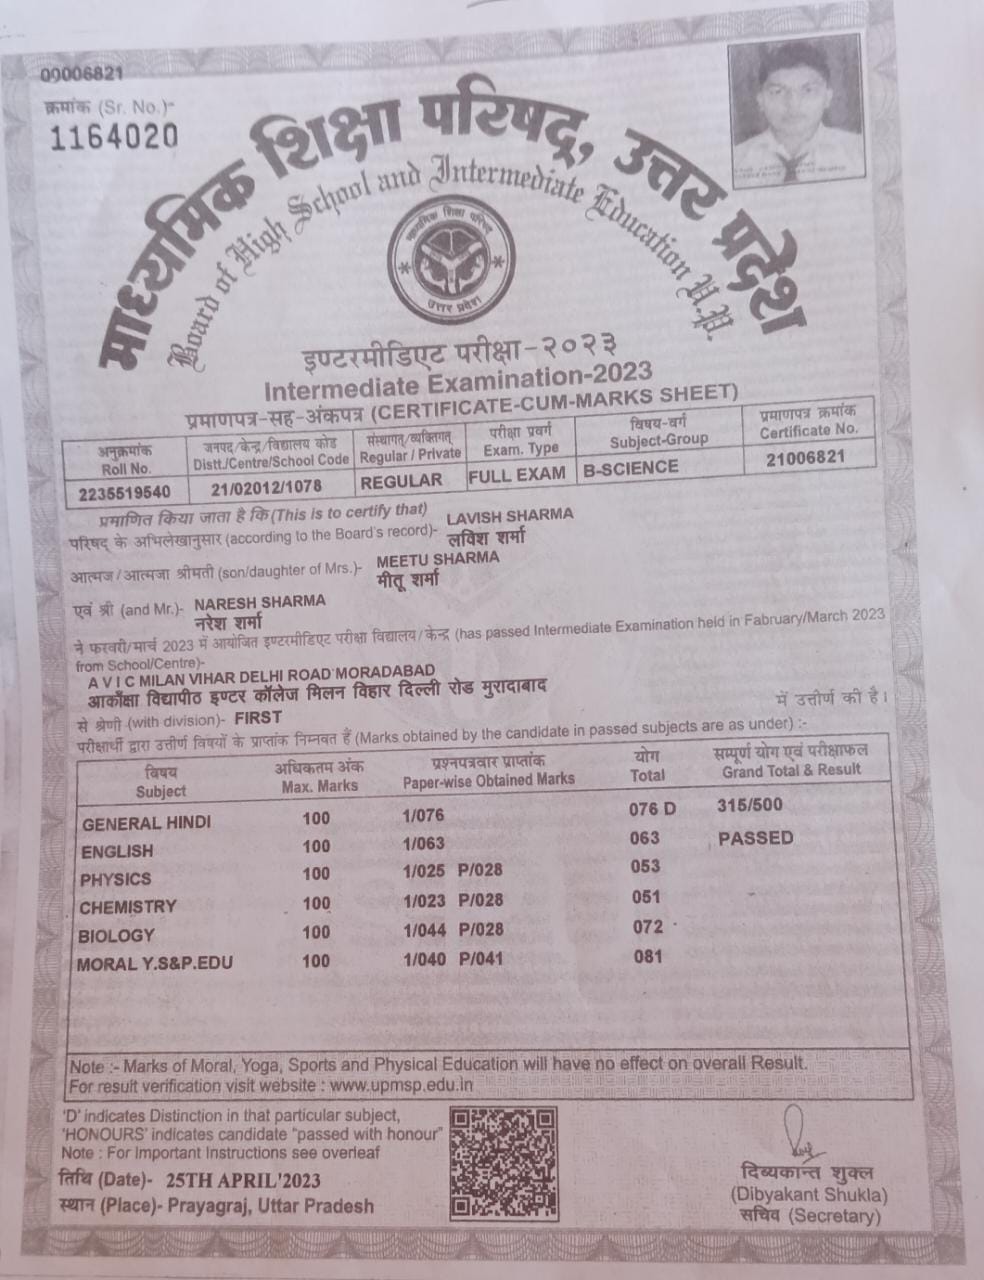 00006821
क्रमांक (Sr. No.)-
1164020
माध्यमिक शिक्षा परिषद्, उत्तर प्रदेश
Board of High School and Intermediate Education U.P.
माध्यमिक शिक्षा परिषद्
उत्तर प्रदेश
इण्टरमीडिएट परीक्षा-२०२३
Intermediate Examination-2023
प्रमाणपत्र-सह-अंकपत्र (CERTIFICATE-CUM-MARKS SHEET)
अनुक्रमांक जनपद/केन्द्र/विद्यालय कोड संस्थागत/व्यक्तिगत परीक्षा प्रवर्ग विषय-वर्ग प्रमाणपत्र क्रमांक
Roll No. Distt./Centre/School Code Regular / Private Exam. Type Subject-Group Certificate No.
2235519540 21/02012/1078 REGULAR FULL EXAM B-SCIENCE 21006821
प्रमाणित किया जाता है कि (This is to certify that) LAVISH SHARMA
परिषद् के अभिलेखानुसार (according to the Board's record)- लविश शर्मा
MEETU SHARMA
आत्मज/आत्मजा श्रीमती (son/daughter of Mrs.)- मीतू शर्मा
एवं श्री (and Mr.)- NARESH SHARMA
नरेश शर्मा
ने फरवरी/मार्च 2023 में आयोजित इण्टरमीडिएट परीक्षा विद्यालय/केन्द्र (has passed Intermediate Examination held in Fabruary/March 2023
from School/Centre)-
A V I C MILAN VIHAR DELHI ROAD MORADABAD
आकाँक्षा विद्यापीठ इण्टर कॉलेज मिलन विहार दिल्ली रोड मुरादाबाद
में उत्तीर्ण की है।
से श्रेणी (with division)- FIRST
परीक्षार्थी द्वारा उत्तीर्ण विषयों के प्राप्तांक निम्नवत हैं (Marks obtained by the candidate in passed subjects are as under) :-
विषय अधिकतम अंक प्रश्नपत्रवार प्राप्तांक योग सम्पूर्ण योग एवं परीक्षाफल
Subject Max. Marks Paper-wise Obtained Marks Total Grand Total & Result
GENERAL HINDI 100 1/076 076 D 315/500
ENGLISH 100 1/063 063 PASSED
PHYSICS 100 1/025 P/028 053
CHEMISTRY 100 1/023 P/028 051
BIOLOGY 100 1/044 P/028 072
MORAL Y.S&P.EDU 100 1/040 P/041 081
Note :- Marks of Moral, Yoga, Sports and Physical Education will have no effect on overall Result.
For result verification visit website : www.upmsp.edu.in
'D' indicates Distinction in that particular subject,
'HONOURS' indicates candidate "passed with honour"
Note : For Important Instructions see overleaf
तिथि (Date)- 25TH APRIL'2023
स्थान (Place)- Prayagraj, Uttar Pradesh
दिव्यकान्त शुक्ल
(Dibyakant Shukla)
सचिव (Secretary)